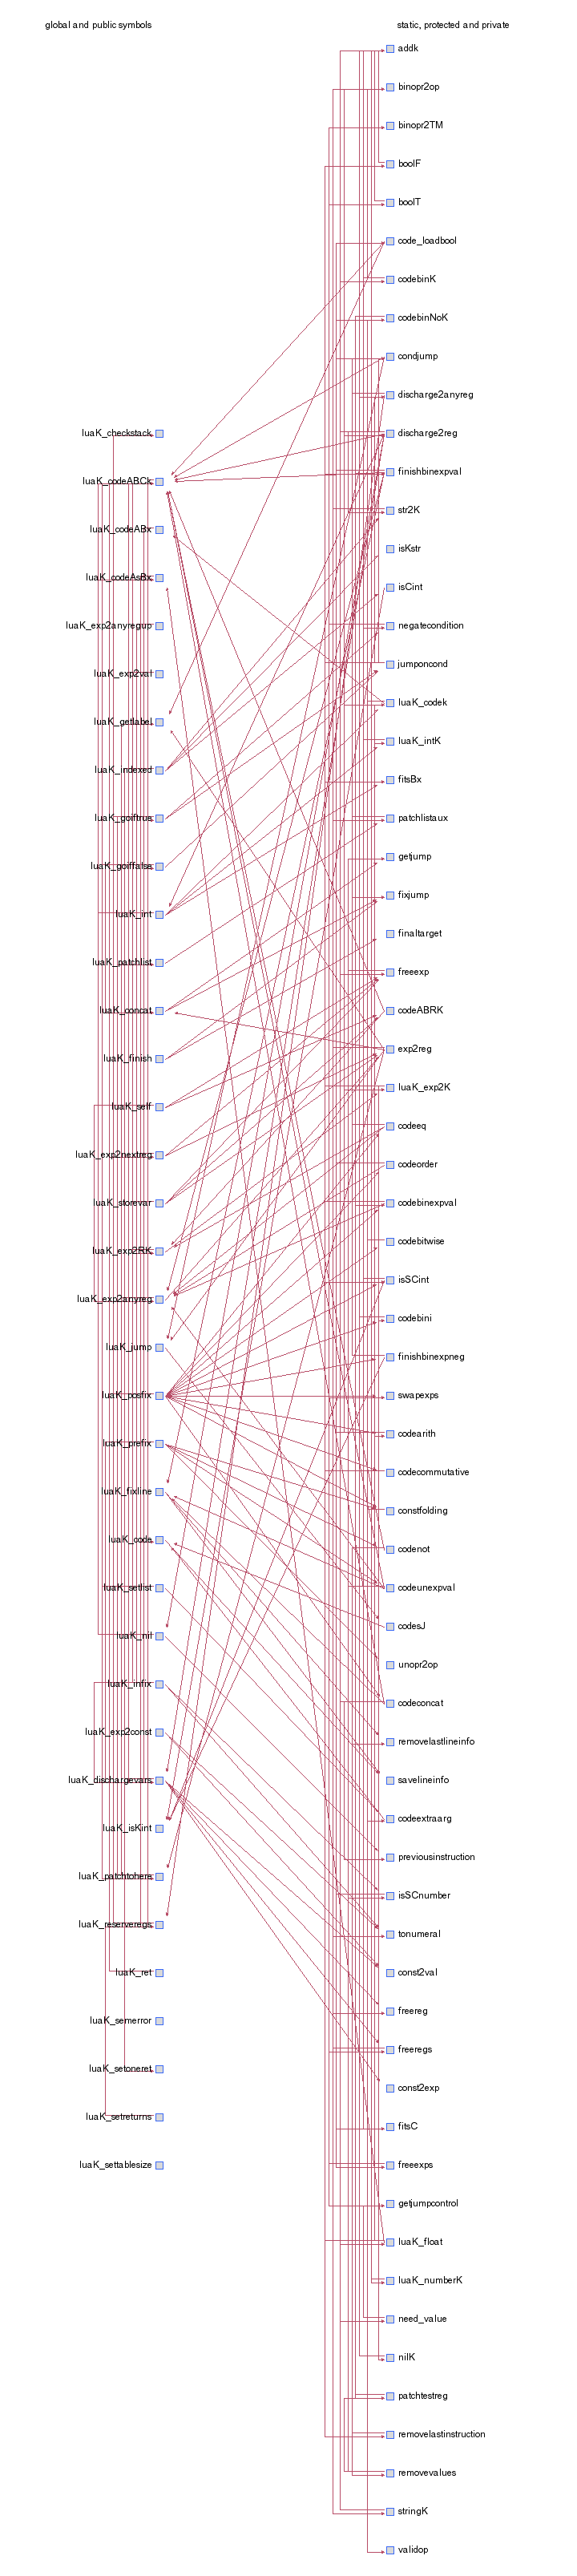 global and public symbols
static, protected and private
addk
binopr2op
binopr2TM
boolF
boolT
code_loadbool
codebinK
codebinNoK
condjump
discharge2anyreg
discharge2reg
finishbinexpval
str2K
isKstr
isCint
negatecondition
jumponcond
luaK_codek
luaK_intK
fitsBx
patchlistaux
getjump
fixjump
finaltarget
freeexp
codeABRK
exp2reg
luaK_exp2K
codeeq
codeorder
codebinexpval
codebitwise
isSCint
codebini
finishbinexpneg
swapexps
codearith
codecommutative
constfolding
codenot
codeunexpval
codesJ
unopr2op
codeconcat
removelastlineinfo
savelineinfo
codeextraarg
previousinstruction
isSCnumber
tonumeral
const2val
freereg
freeregs
const2exp
fitsC
freeexps
getjumpcontrol
luaK_float
luaK_numberK
need_value
nilK
patchtestreg
removelastinstruction
removevalues
stringK
validop
luaK_checkstack
luaK_codeABCk
luaK_codeABx
luaK_codeAsBx
luaK_exp2anyregup
luaK_exp2val
luaK_getlabel
luaK_indexed
luaK_goiftrue
luaK_goiffalse
luaK_int
luaK_patchlist
luaK_concat
luaK_finish
luaK_self
luaK_exp2nextreg
luaK_storevar
luaK_exp2RK
luaK_exp2anyreg
luaK_jump
luaK_posfix
luaK_prefix
luaK_fixline
luaK_code
luaK_setlist
luaK_nil
luaK_infix
luaK_exp2const
luaK_dischargevars
luaK_isKint
luaK_patchtohere
luaK_reserveregs
luaK_ret
luaK_semerror
luaK_setoneret
luaK_setreturns
luaK_settablesize